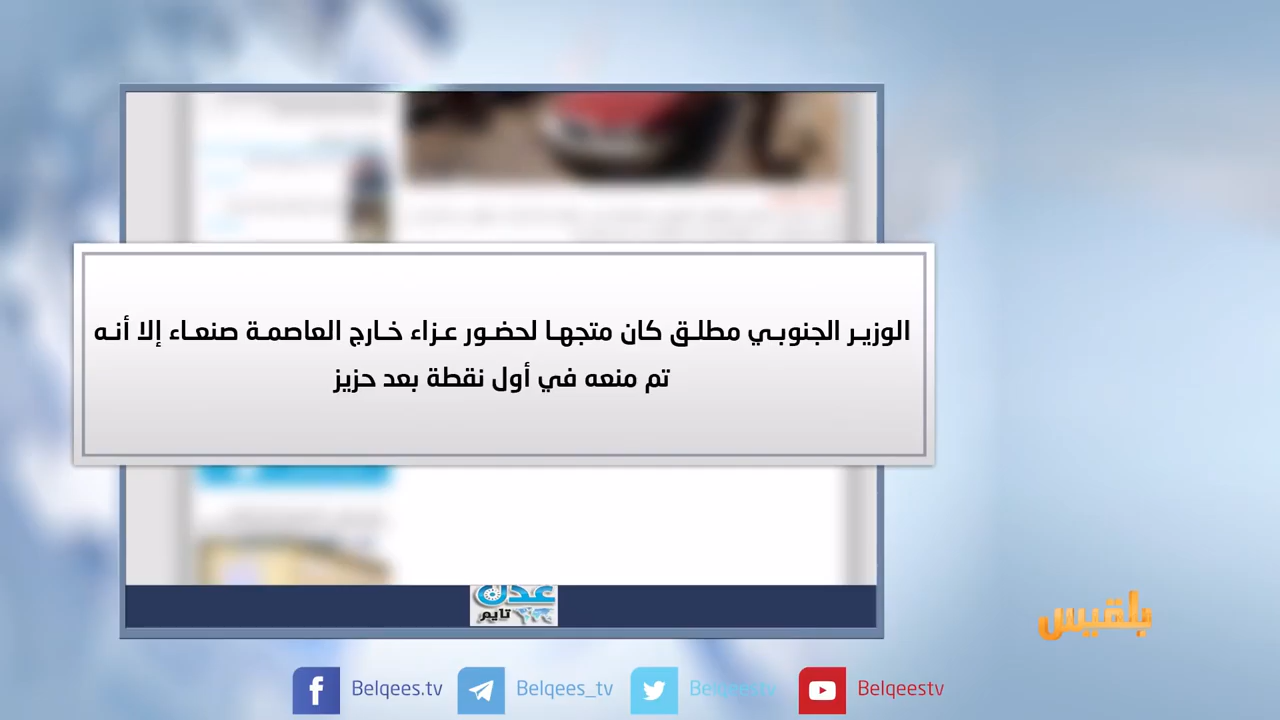 الوزير الجنوبي مطلق كان متجها لحضور عزاء خارج العاصمة صنعاء إلا أنه
تم منعه في أول نقطة بعد حزيز
عدن
تايم
بلقيس
Belqees.tv
Belqees_tv
Belqeestv
Belqeestv